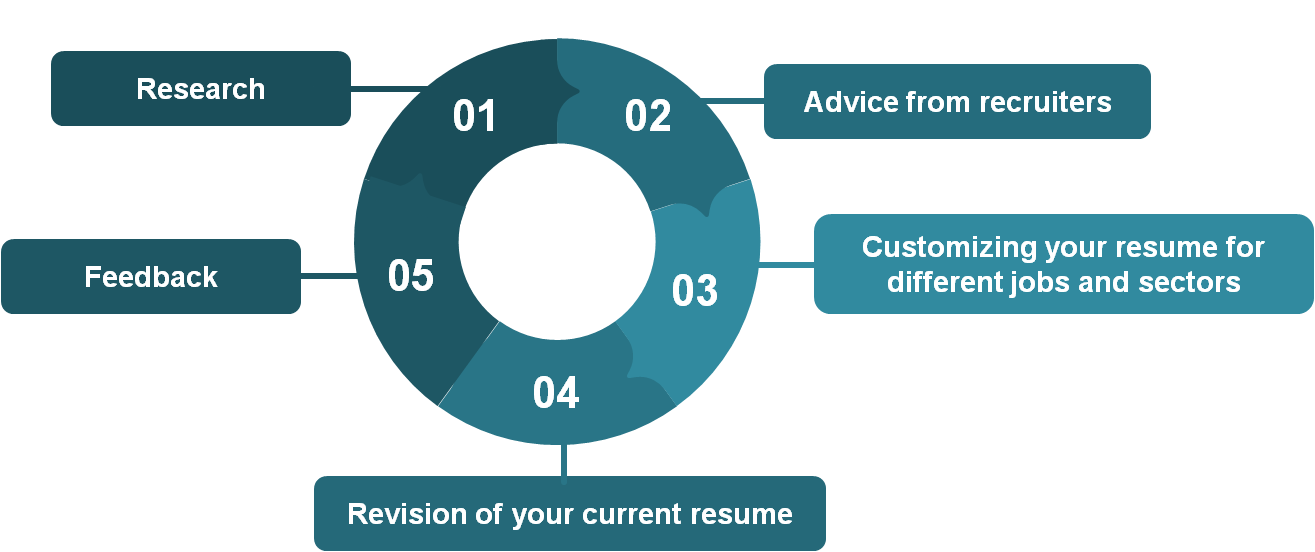 01
Research
02
Advice from recruiters
03
Customizing your resume for
different jobs and sectors
04
Revision of your current resume
05
Feedback